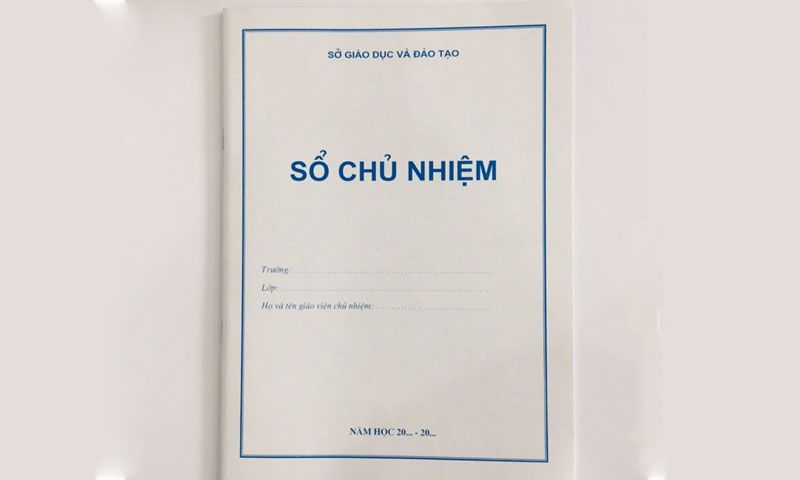 SỞ GIÁO DỤC VÀ ĐÀO TẠO
SỔ CHỦ NHIỆM
Trường: ........................................................
Lớp: ...........................................................
Họ và tên giáo viên chủ nhiệm: ................................
NĂM HỌC 20... - 20...